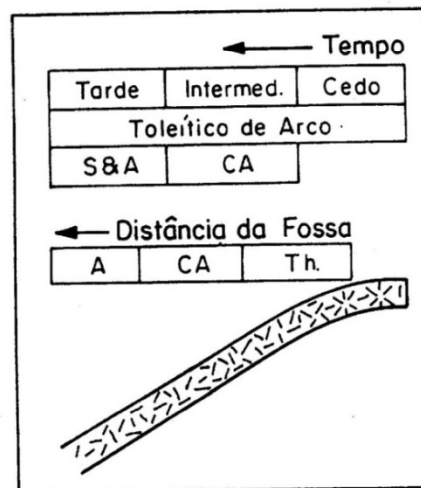 Tempo
Tarde Intermed. Cedo
Toleítico de Arco
S&A CA
Distância da Fossa
A CA Th.